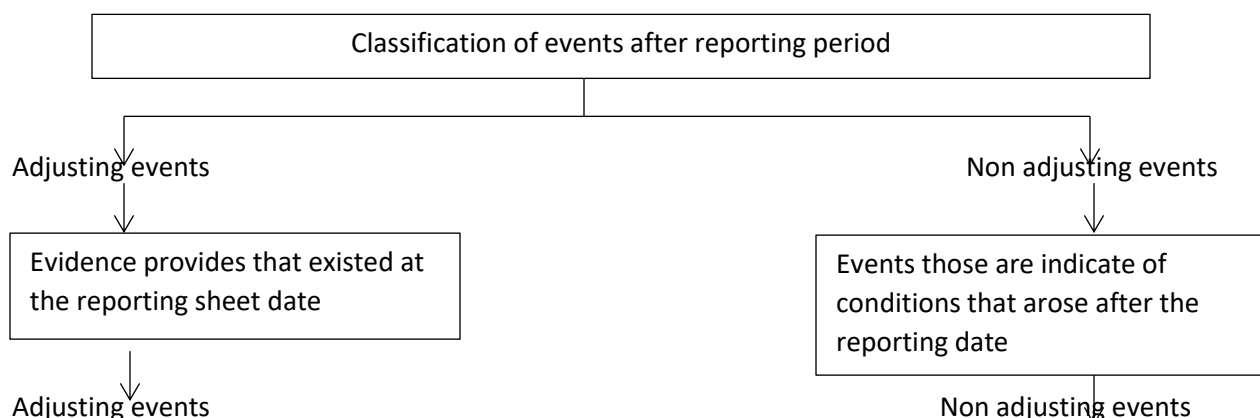 Classification of events after reporting period
Adjusting events
Non adjusting events
Evidence provides that existed at
the reporting sheet date
Events those are indicate of
conditions that arose after the
reporting date
Adjusting events
Non adjusting events